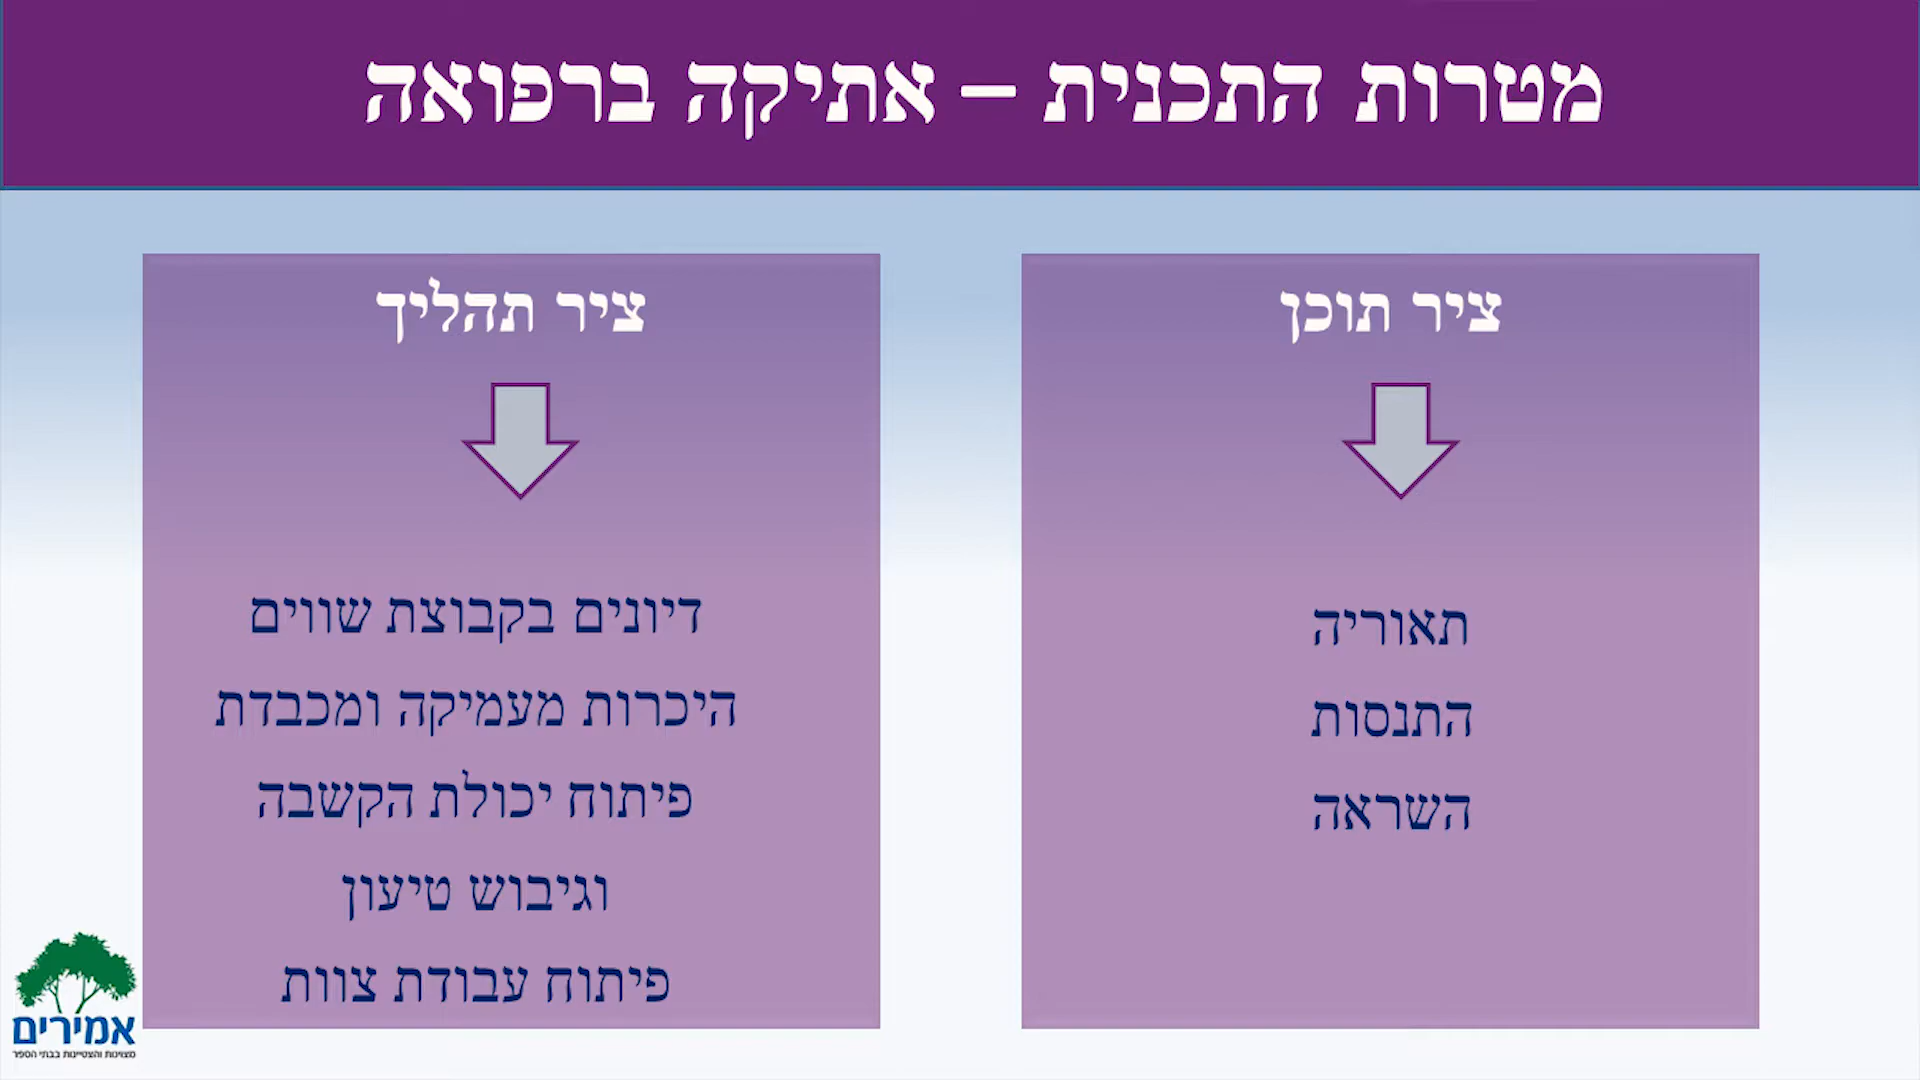 מטרות התכנית – אתיקה ברפואה
ציר תוכן
תאוריה
התנסות
השראה
ציר תהליך
דיונים בקבוצת שווים
היכרות מעמיקה ומכבדת
פיתוח יכולת הקשבה
וגיבוש טיעון
פיתוח עבודת צוות
אמירים
מצוינות והצטיינות בבתי הספר